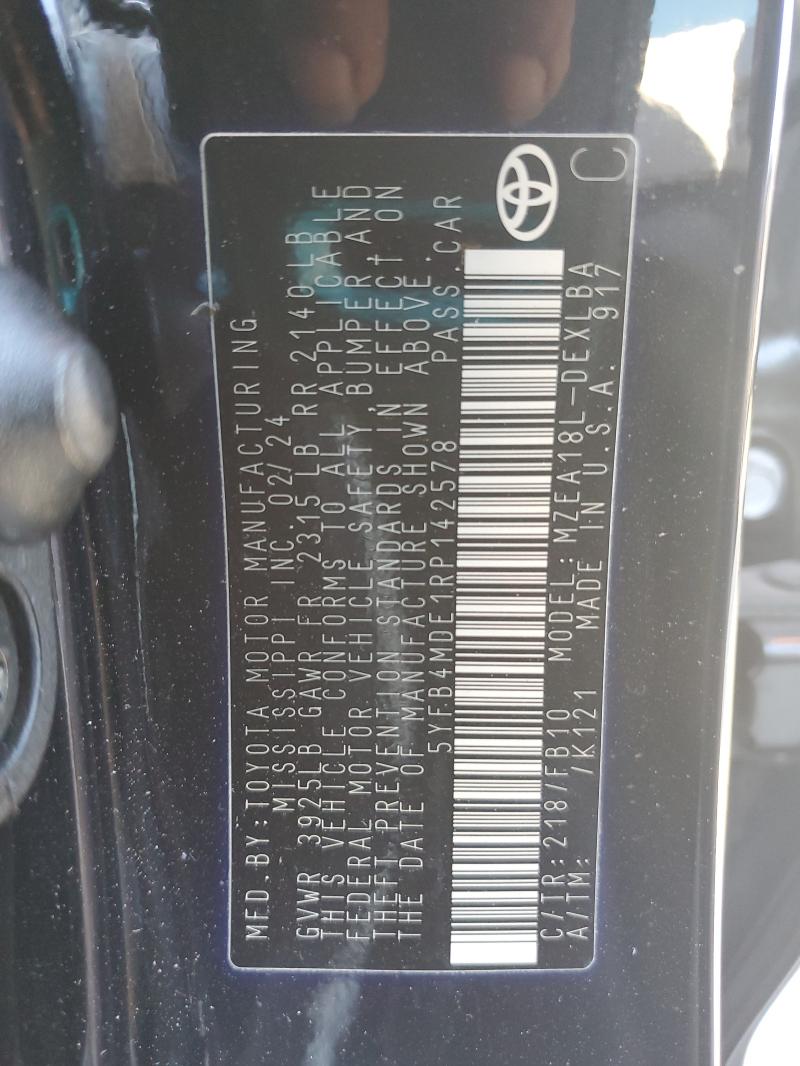 MFD.BY:TOYOTA MOTOR MANUFACTURING
MISSISSIPPI INC. 02/24
GVWR 3925LB GAWR FR 2315 LB RR 2140LB
THIS VEHICLE CONFORMS TO ALL APPLICABLE
FEDERAL MOTOR VEHICLE SAFETY, BUMPER AND
THEFT PREVENTION STANDARDS IN EFFECT ON
THE DATE OF MANUFACTURE SHOWN ABOVE.
5YFB4MDE1RP142578 PASS.CAR
C/TR:218/FB10 MODEL:MZEA18L-DEXLBA
A/TM: /K121 MADE IN U.S.A. 917
C